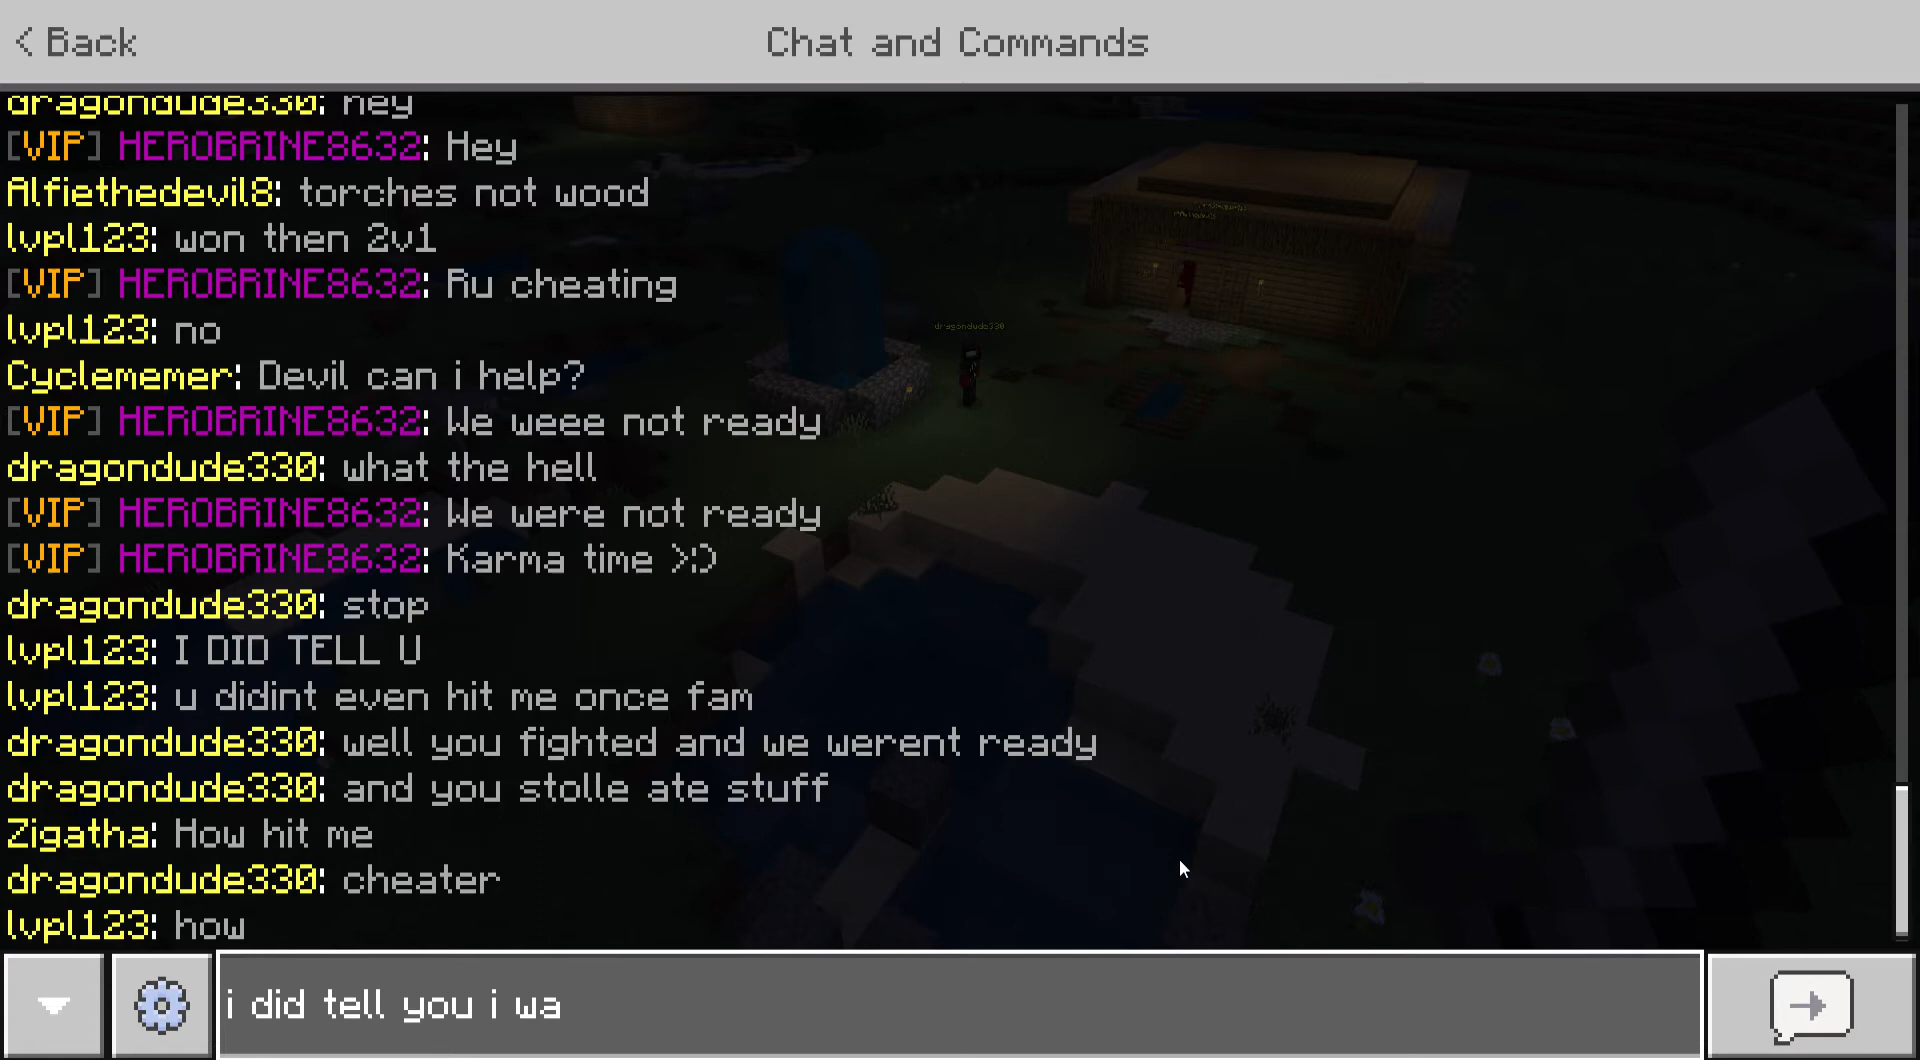 < Back
Chat and Commands
dragondude330: hey
[VIP] HEROBRINE8632: Hey
Alfiethedevil8: torches not wood
lvpl123: won then 2v1
[VIP] HEROBRINE8632: Ru cheating
lvpl123: no
Cyclememer: Devil can i help?
[VIP] HEROBRINE8632: We weee not ready
dragondude330: what the hell
[VIP] HEROBRINE8632: We were not ready
[VIP] HEROBRINE8632: Karma time >:)
dragondude330: stop
lvpl123: I DID TELL U
lvpl123: u didint even hit me once fam
dragondude330: well you fighted and we werent ready
dragondude330: and you stolle ate stuff
Zigatha: How hit me
dragondude330: cheater
lvpl123: how
i did tell you i wa
dragondude330